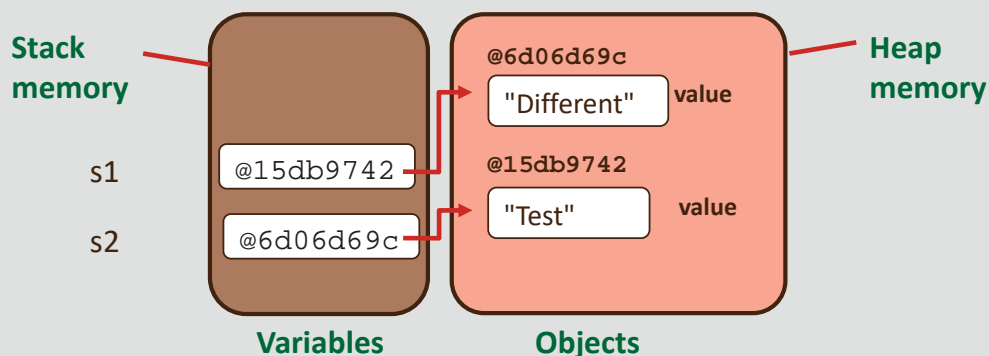 Stack
memory
@6d06d69c
"Different"
value
Heap
memory
s1
@15db9742
@15db9742
"Test"
value
s2
@6d06d69c
Variables
Objects